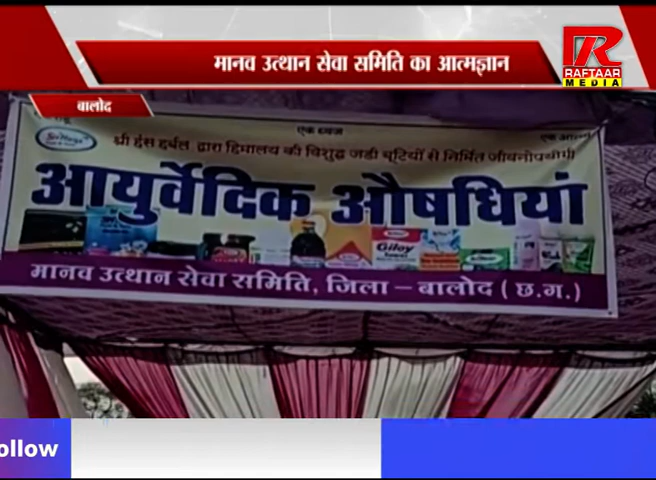 मानव उत्थान सेवा समिति का आत्मज्ञान
RAFTAAR
MEDIA
बालोद
एक ध्वज
श्री हंस हर्बल द्वारा हिमालय की विशुद्ध जडी बूटियों से निर्मित जीवनोपयोगी
आयुर्वेदिक औषधियां
Giloy
मानव उत्थान सेवा समिति, जिला – बालोद ( छ.ग.)
ollow